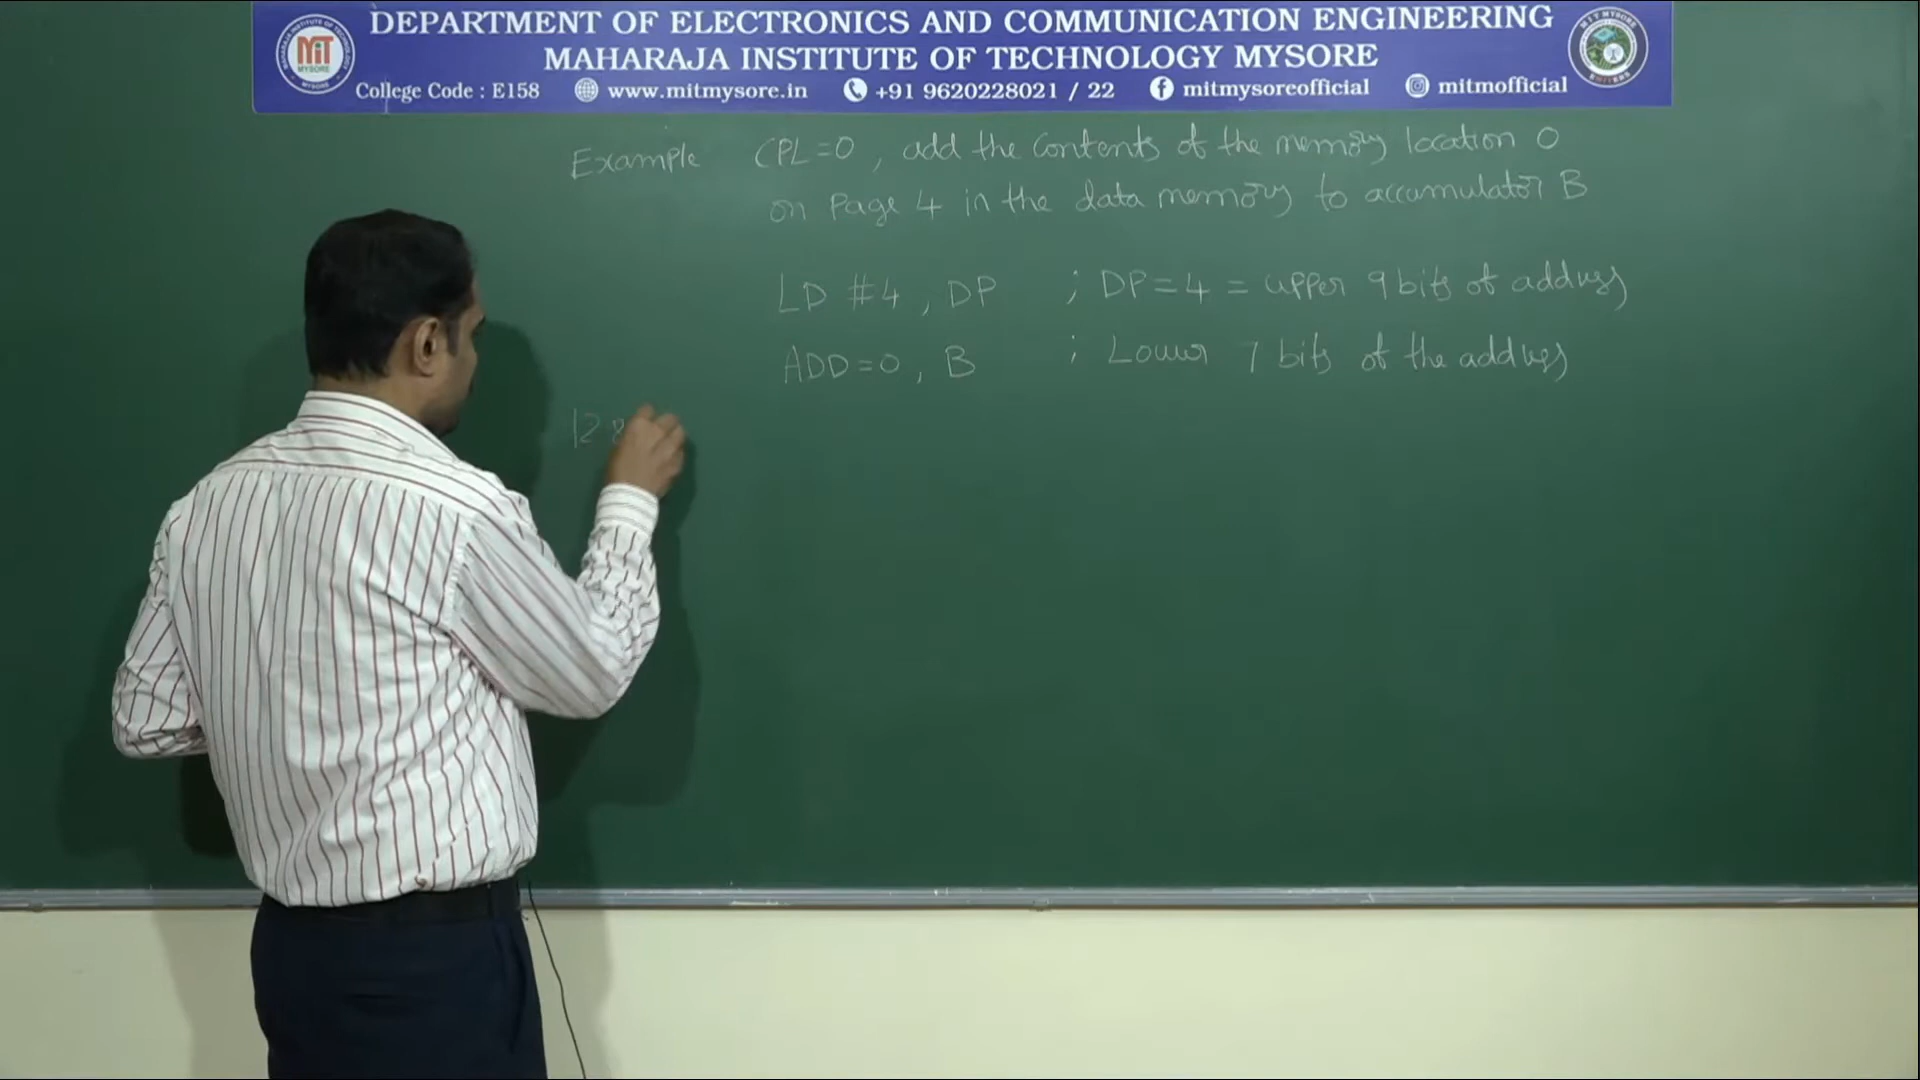 DEPARTMENT OF ELECTRONICS AND COMMUNICATION ENGINEERING
MAHARAJA INSTITUTE OF TECHNOLOGY MYSORE
College Code : E158 www.mitmysore.in +91 9620228021 / 22 mitmysoreofficial mitmofficial
MIT
MYSORE
Example CPL=0, add the contents of the memory location 0
on Page 4 in the data memory to accumulator B
LD #4, DP ; DP=4 = upper 9 bits of address
ADD=0, B ; Lower 7 bits of the address
128